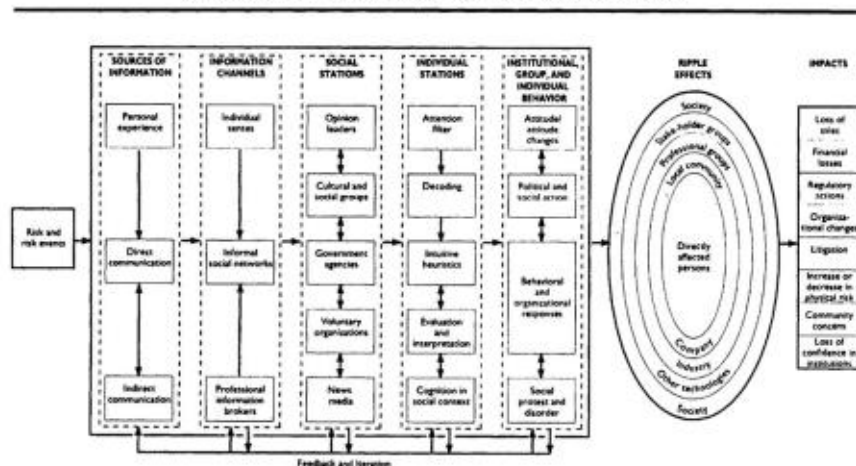 SOURCES OF
INFORMATION
Personal
experience
Direct
communication
Indirect
communication
INFORMATION
CHANNELS
Individual
senses
Informal
social networks
Professional
information
brokers
SOCIAL
STATIONS
Opinion
leaders
Cultural and
social groups
Government
agencies
Voluntary
organizations
News
media
INDIVIDUAL
STATIONS
Attention
filter
Decoding
Intuitive
heuristics
Evaluation and
interpretation
Cognition in
social context
INSTITUTIONAL,
GROUP, AND
INDIVIDUAL
BEHAVIOR
Attitude/
attitude
changes
Political and
social action
Behavioral and
organizational
responses
Social
protest and
disorder
Risk and
risk events
Feedback and Iteration
RIPPLE
EFFECTS
Society
Stake-holder groups
Professional groups
Local community
Directly
affected
persons
Company
Industry
Other technologies
Society
IMPACTS
Loss of
sales
Financial
losses
Regulatory
actions
Organiza-
tional changes
Litigation
Increase or
decrease in
physical risk
Community
concern
Loss of
confidence in
institutions